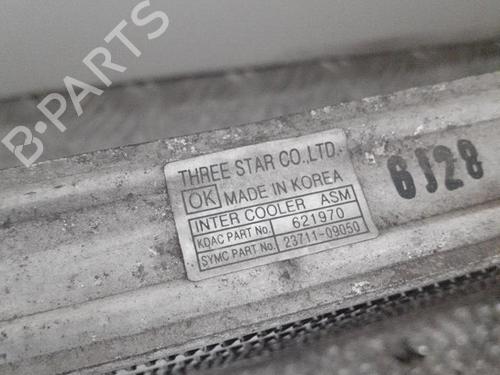 B-PARTS
THREE STAR CO.,LTD.
OK MADE IN KOREA
INTER COOLER ASM
KDAC PART No. 621970
SYMC PART No. 23711-09050
6J28